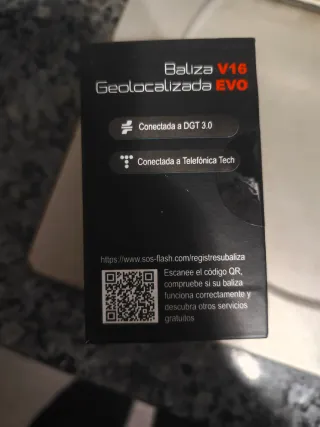 Baliza V16
Geolocalizada EVO
Conectada a DGT 3.0
Conectada a Telefónica Tech
https://www.sos-flash.com/registresubaliza
Escanee el código QR,
compruebe si su baliza
funciona correctamente y
descubra otros servicios
gratuitos